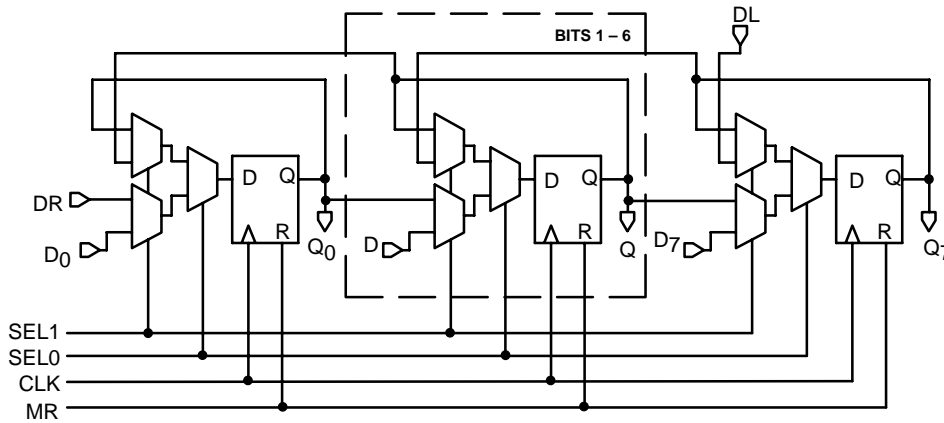 BITS 1 – 6
DL
D Q
R
D Q
R
D Q
R
DR
D0
Q0
D
Q
D7
Q7
SEL1
SEL0
CLK
MR